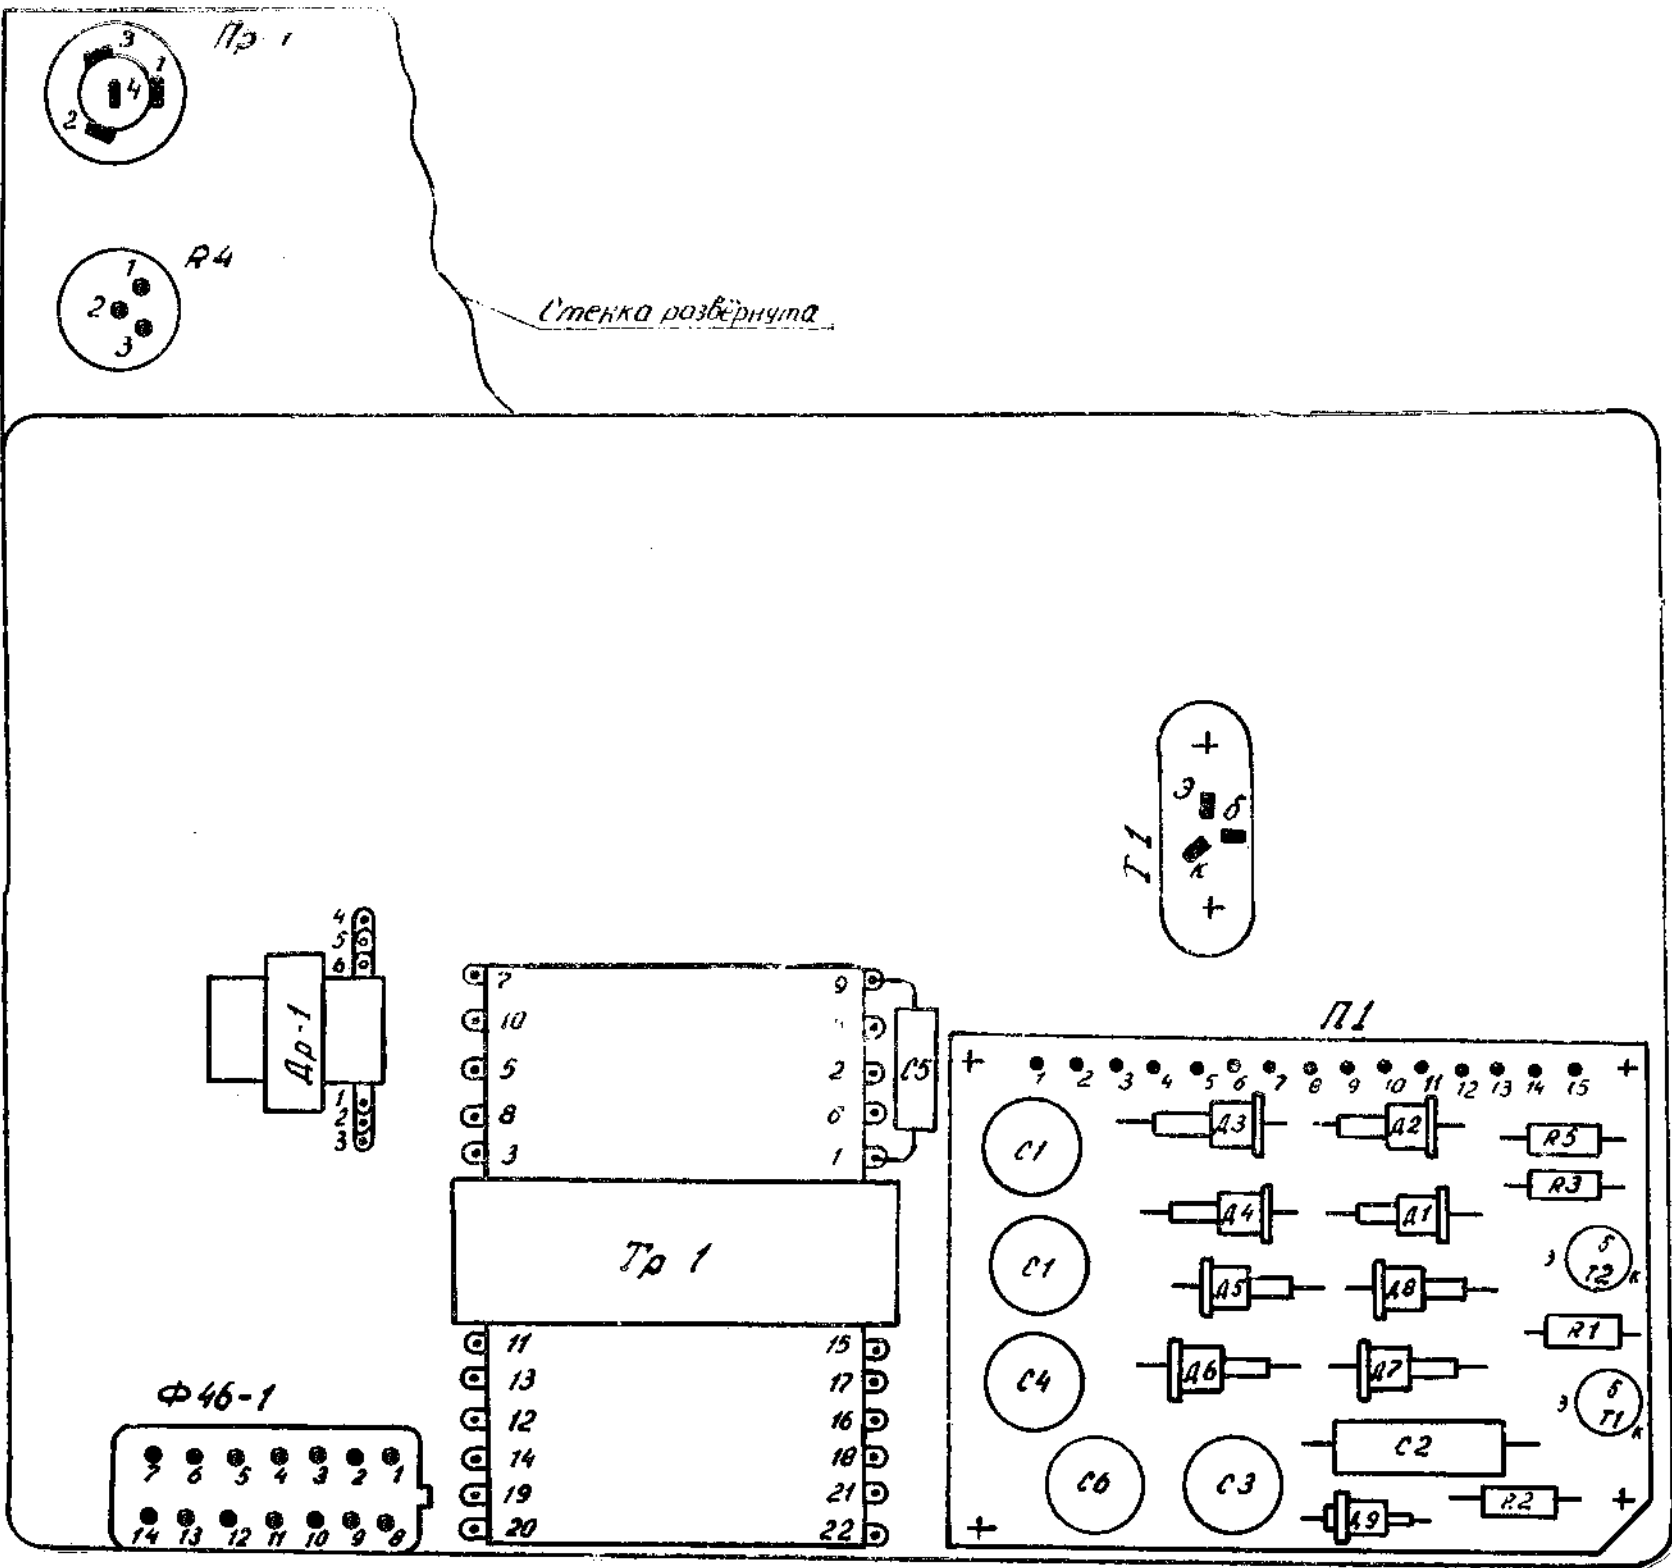 Пр 1
3
1
4
2
R4
1
2
3
Стенка развёрнута
Т1
Э
б
к
4
5
6
Др-1
1
2
3
7
9
10
5
2
8
6
3
1
С5
Тр 1
11
15
13
17
12
16
14
18
19
21
20
22
Ф46-1
7 6 5 4 3 2 1
14 13 12 11 10 9 8
П1
1 2 3 4 5 6 7 8 9 10 11 12 13 14 15
С1
Д3
Д2
R5
R3
Д4
Д1
С1
Э
б
Т2
к
Д5
Д8
R1
С4
Д6
Д7
Э
б
Т1
к
С2
С6
С3
R2
Д9